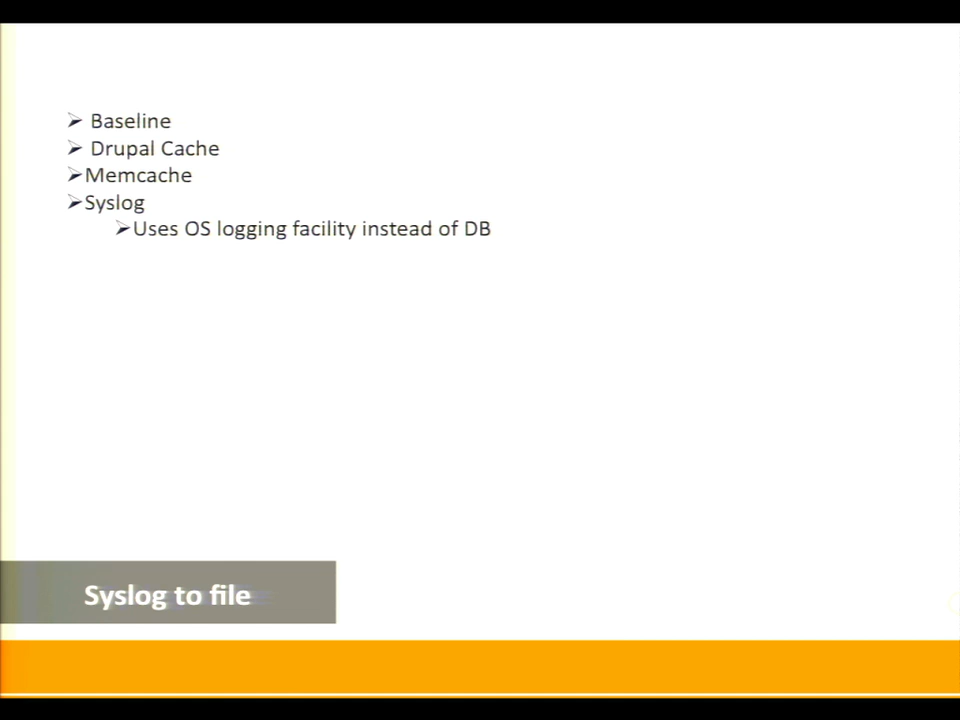 Baseline
Drupal Cache
Memcache
Syslog
Uses OS logging facility instead of DB
Syslog to file